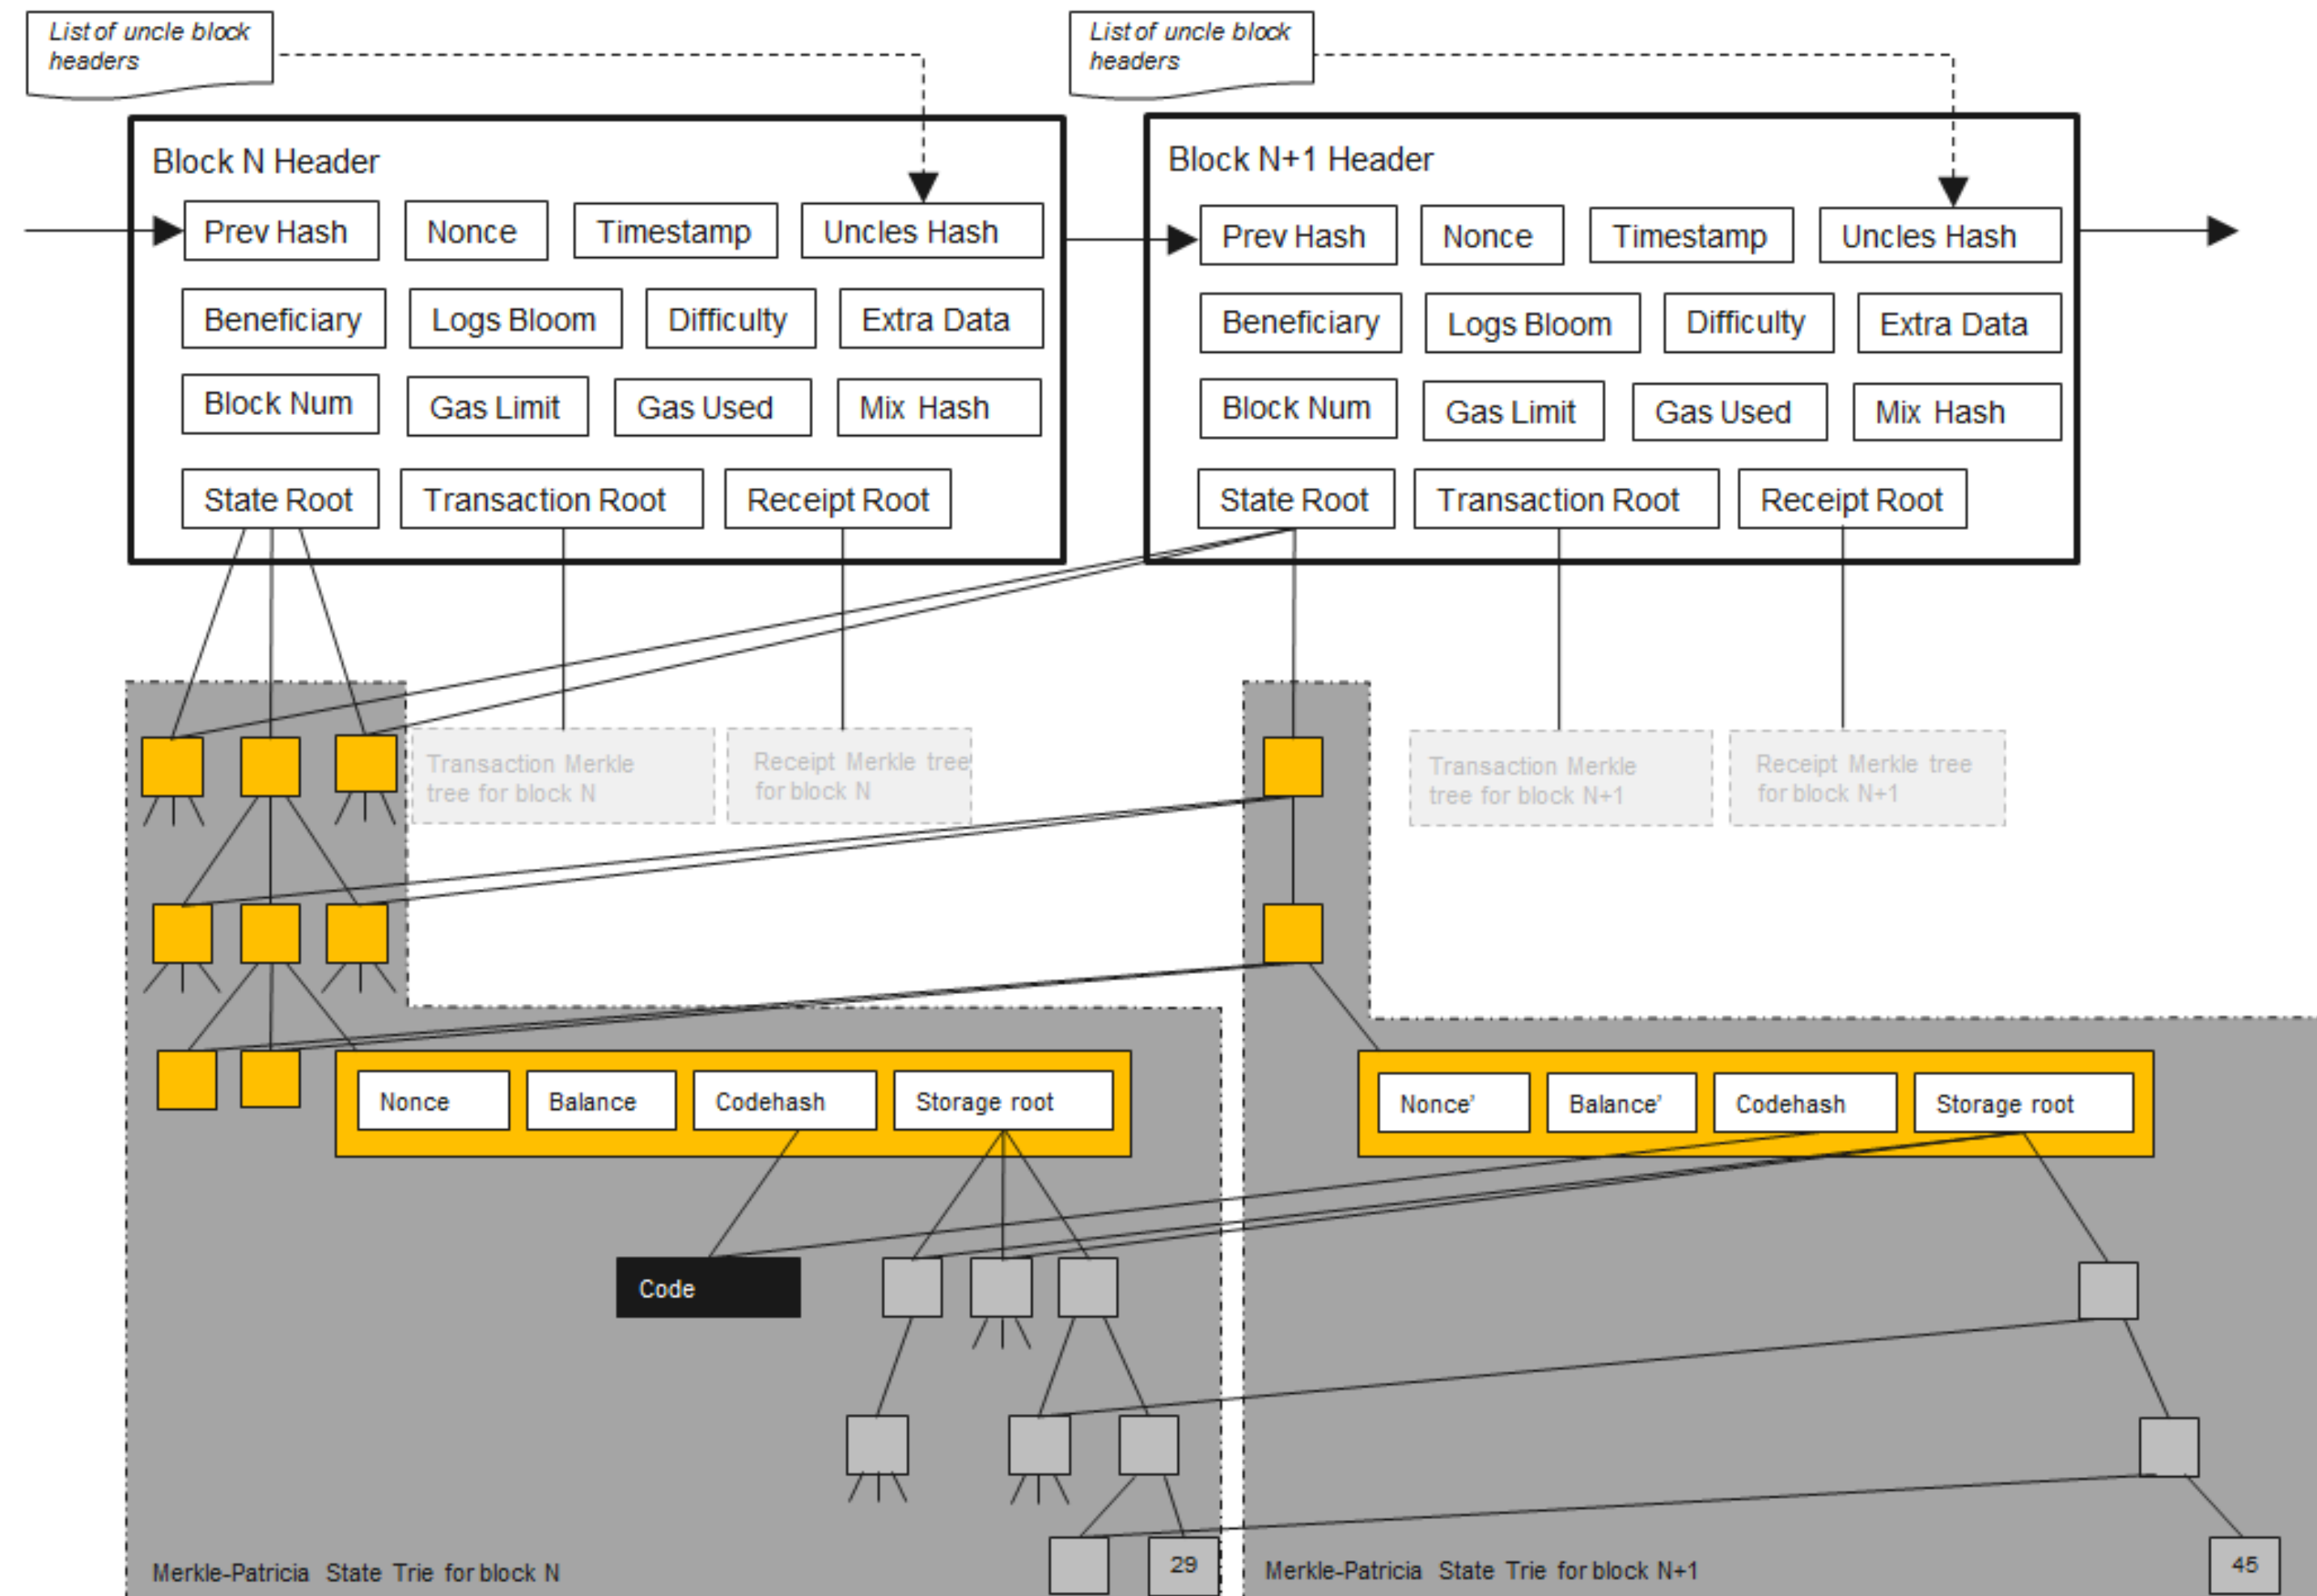 List of uncle block
headers
List of uncle block
headers
Block N Header
Prev Hash
Nonce
Timestamp
Uncles Hash
Beneficiary
Logs Bloom
Difficulty
Extra Data
Block Num
Gas Limit
Gas Used
Mix Hash
State Root
Transaction Root
Receipt Root
Block N+1 Header
Prev Hash
Nonce
Timestamp
Uncles Hash
Beneficiary
Logs Bloom
Difficulty
Extra Data
Block Num
Gas Limit
Gas Used
Mix Hash
State Root
Transaction Root
Receipt Root
Transaction Merkle
tree for block N
Receipt Merkle tree
for block N
Transaction Merkle
tree for block N+1
Receipt Merkle tree
for block N+1
Nonce
Balance
Codehash
Storage root
Nonce’
Balance’
Codehash
Storage root
Code
29
45
Merkle-Patricia State Trie for block N
Merkle-Patricia State Trie for block N+1